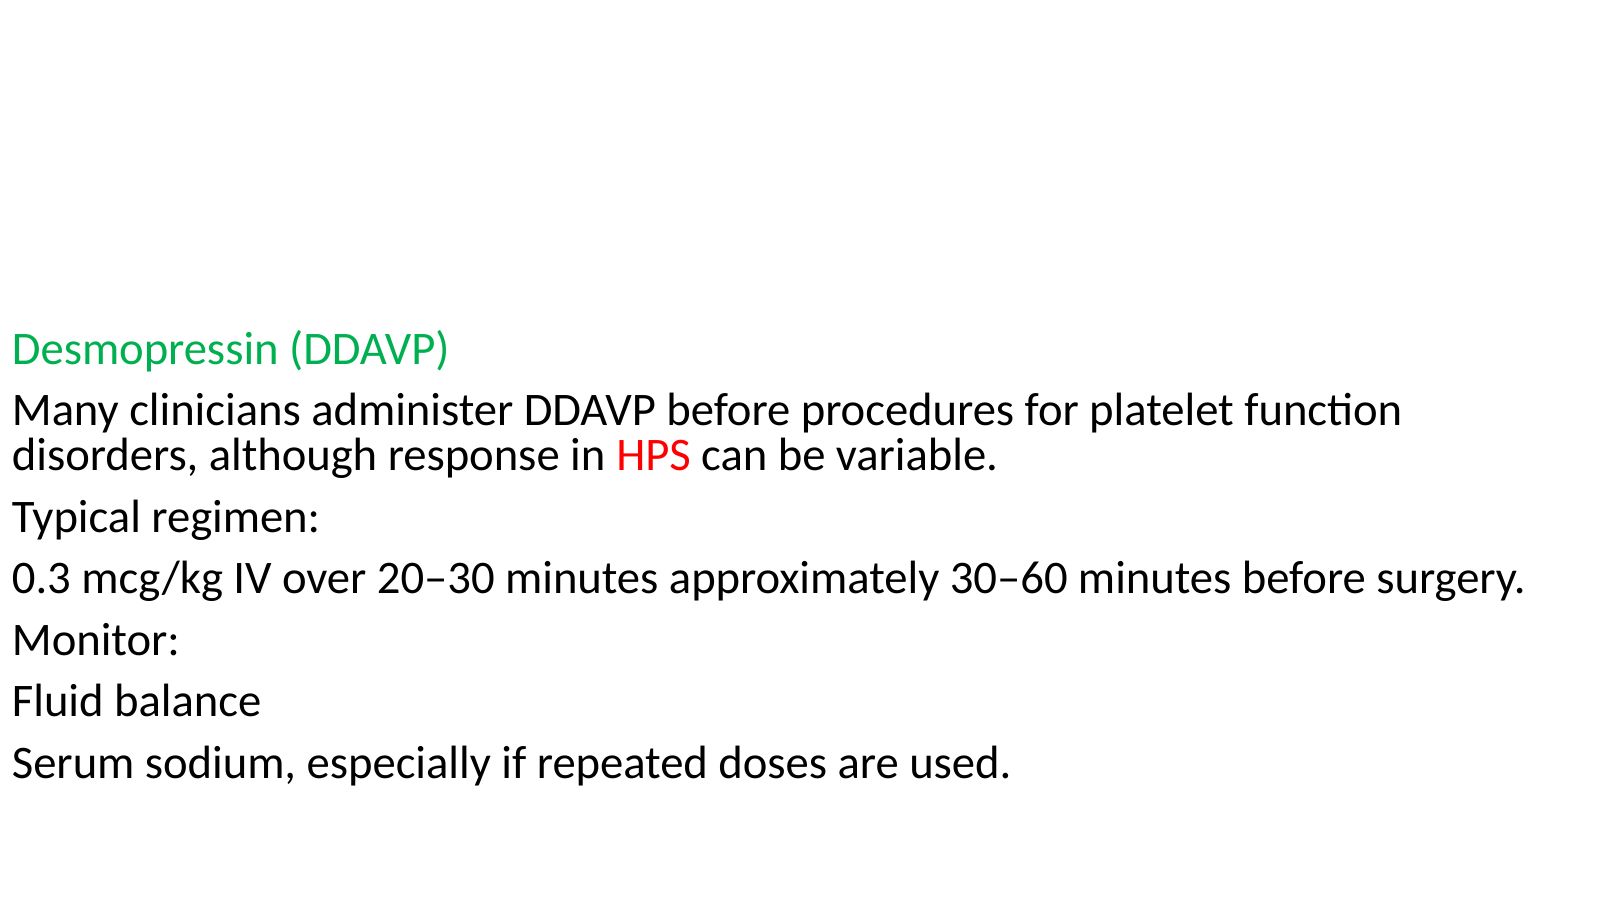 Desmopressin (DDAVP)
Many clinicians administer DDAVP before procedures for platelet function
disorders, although response in HPS can be variable.
Typical regimen:
0.3 mcg/kg IV over 20–30 minutes approximately 30–60 minutes before surgery.
Monitor:
Fluid balance
Serum sodium, especially if repeated doses are used.